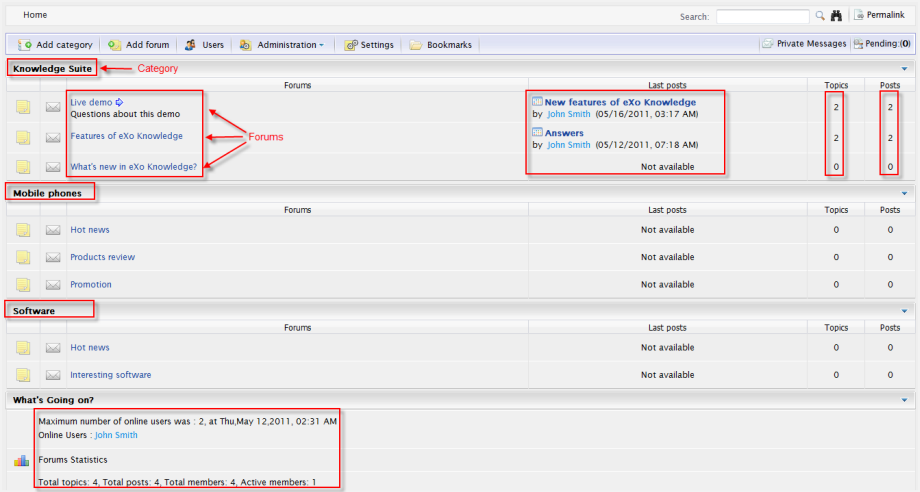 Home Search: Permalink
Add category Add forum Users Administration Settings Bookmarks Private Messages Pending:(0)
Knowledge Suite Category
Forums Last posts Topics Posts
Live demo New features of eXo Knowledge 2 2
Questions about this demo by John Smith (05/16/2011, 03:17 AM)
Features of eXo Knowledge Forums Answers 2 2
by John Smith (05/12/2011, 07:18 AM)
What's new in eXo Knowledge? Not available 0 0
Mobile phones
Forums Last posts Topics Posts
Hot news Not available 0 0
Products review Not available 0 0
Promotion Not available 0 0
Software
Forums Last posts Topics Posts
Hot news Not available 0 0
Interesting software Not available 0 0
What's Going on?
Maximum number of online users was : 2, at Thu,May 12,2011, 02:31 AM
Online Users : John Smith
Forums Statistics
Total topics: 4, Total posts: 4, Total members: 4, Active members: 1